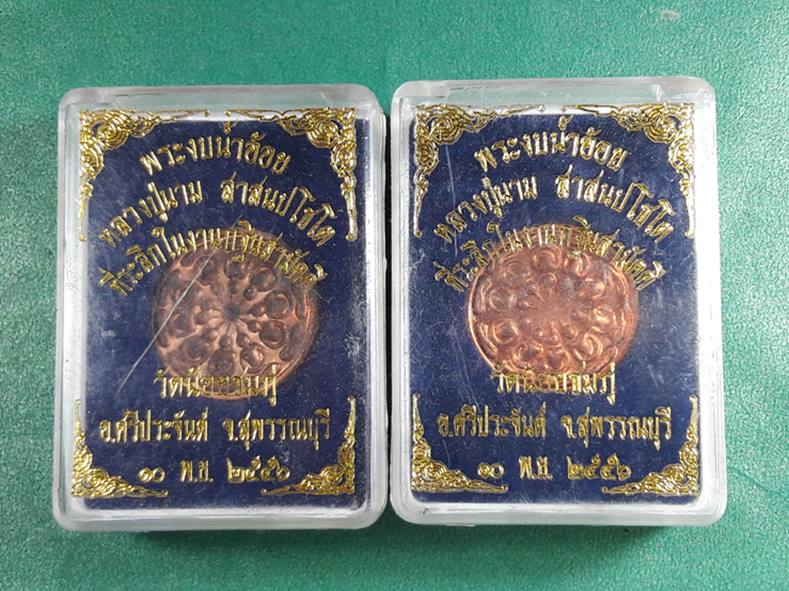 พระงบน้ำอ้อย
หลวงปู่นาม สาสนปโชโต
ที่ระลึกในงานกฐินสามัคคี
วัดน้อยชมภู่
อ.ศรีประจันต์ จ.สุพรรณบุรี
๑๐ พ.ย. ๒๕๕๖
พระงบน้ำอ้อย
หลวงปู่นาม สาสนปโชโต
ที่ระลึกในงานกฐินสามัคคี
วัดน้อยชมภู่
อ.ศรีประจันต์ จ.สุพรรณบุรี
๑๐ พ.ย. ๒๕๕๖